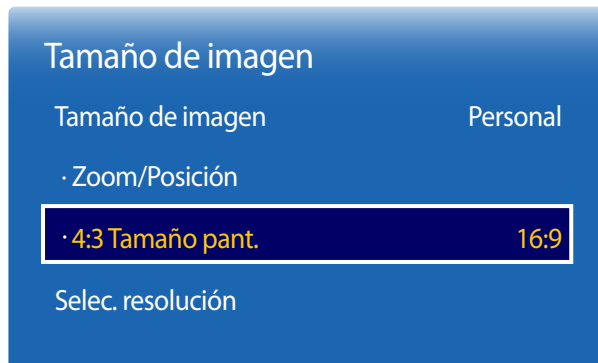 Tamaño de imagen
Tamaño de imagen Personal
· Zoom/Posición
· 4:3 Tamaño pant. 16:9
Selec. resolución